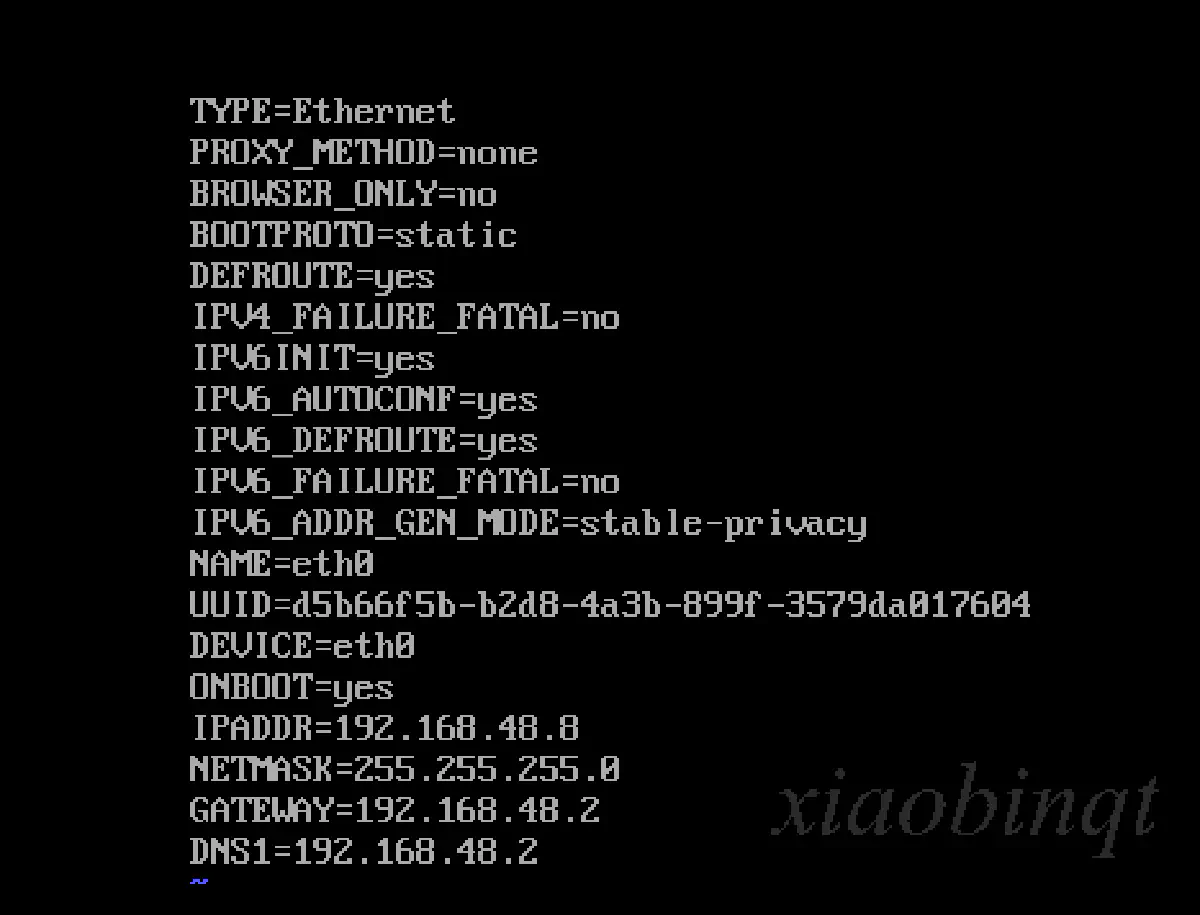 TYPE=Ethernet
PROXY_METHOD=none
BROWSER_ONLY=no
BOOTPROTO=static
DEFROUTE=yes
IPV4_FAILURE_FATAL=no
IPV6INIT=yes
IPV6_AUTOCONF=yes
IPV6_DEFROUTE=yes
IPV6_FAILURE_FATAL=no
IPV6_ADDR_GEN_MODE=stable-privacy
NAME=eth0
UUID=d5b66f5b-b2d8-4a3b-899f-3579da017604
DEVICE=eth0
ONBOOT=yes
IPADDR=192.168.48.8
NETMASK=255.255.255.0
GATEWAY=192.168.48.2
DNS1=192.168.48.2
~
xiaobinqt